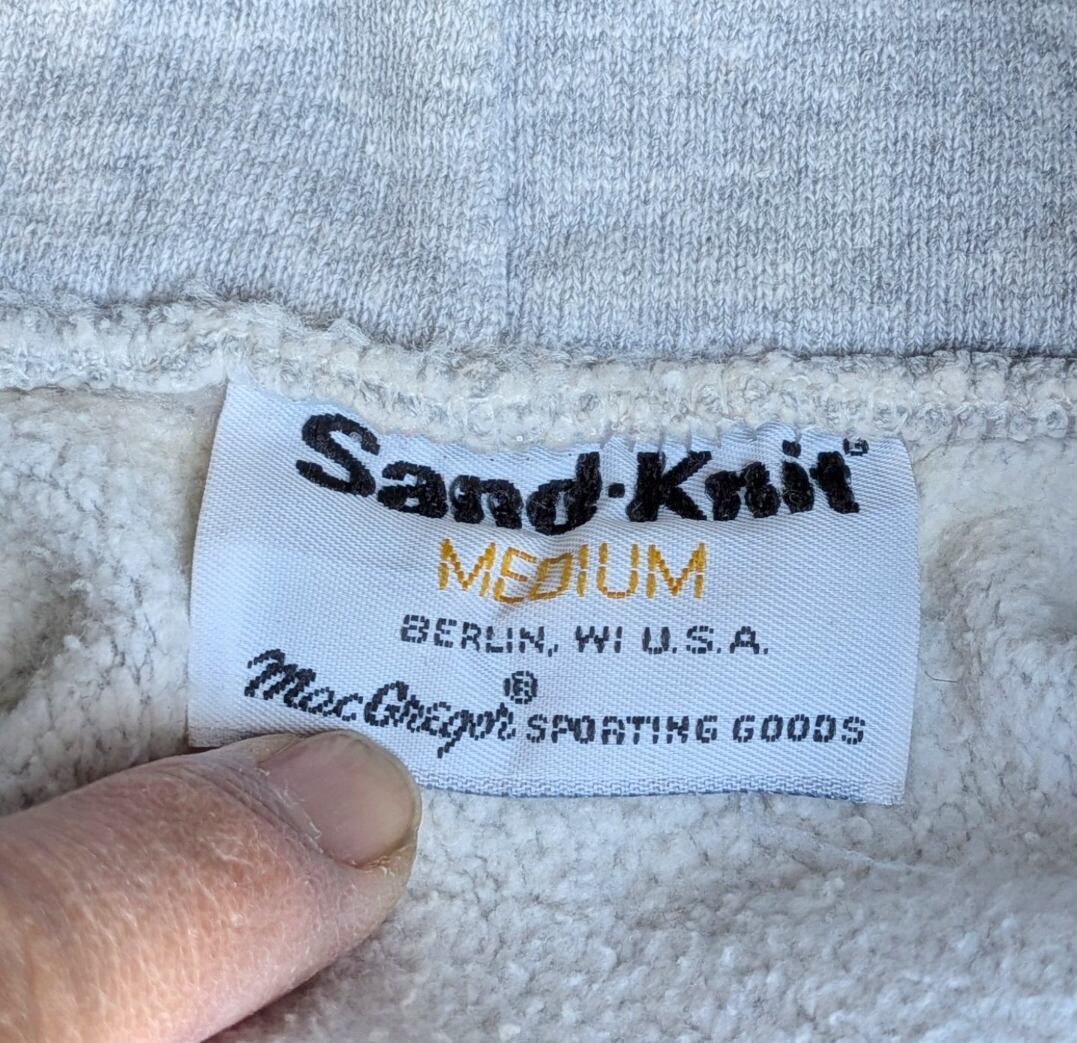 Sand·Knit®
MEDIUM
BERLIN, WI U.S.A.
MacGregor® SPORTING GOODS